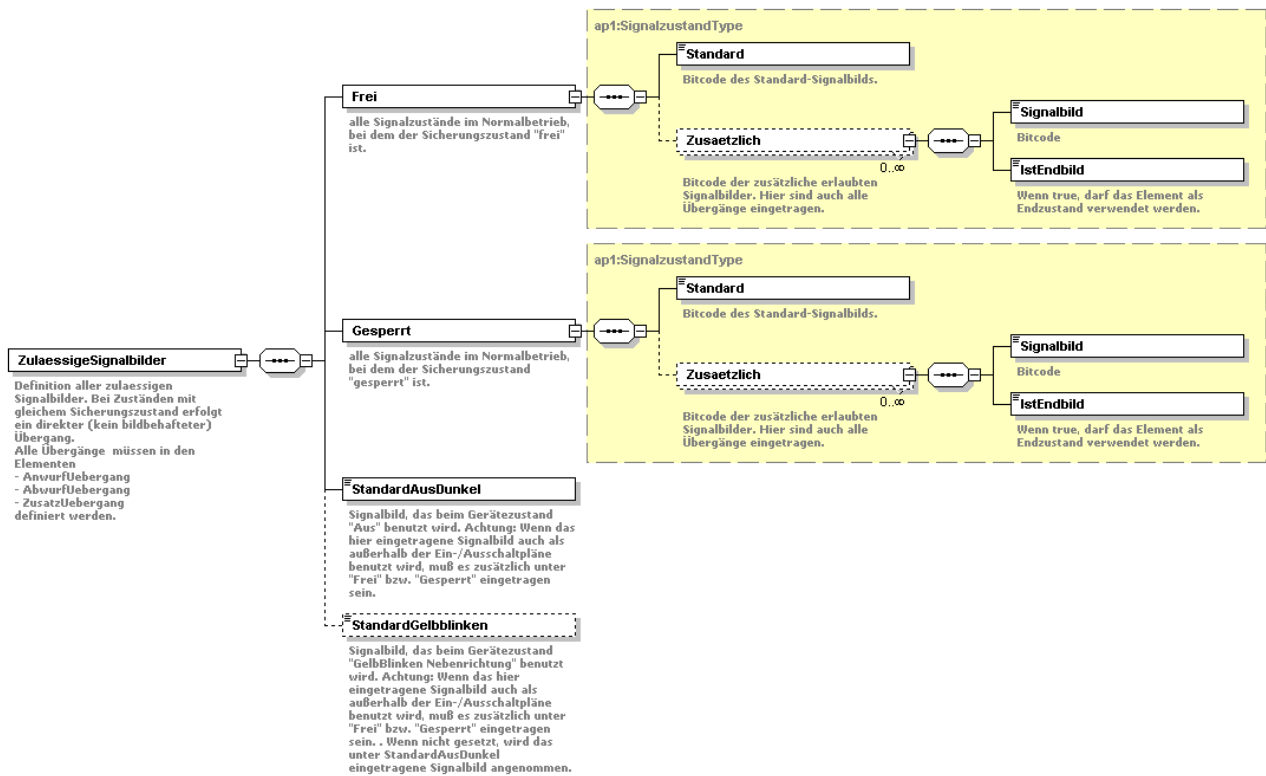 ap1:SignalzustandType
Standard
Bitcode des Standard-Signalbilds.
Frei
alle Signalzustände im Normalbetrieb,
bei dem der Sicherungszustand "frei"
ist.
Zusaetzlich
0..∞
Bitcode der zusätzliche erlaubten
Signalbilder. Hier sind auch alle
Übergänge eingetragen.
Signalbild
Bitcode
IstEndbild
Wenn true, darf das Element als
Endzustand verwendet werden.
ap1:SignalzustandType
Standard
Bitcode des Standard-Signalbilds.
Gesperrt
alle Signalzustände im Normalbetrieb,
bei dem der Sicherungszustand
"gesperrt" ist.
Zusaetzlich
0..∞
Bitcode der zusätzliche erlaubten
Signalbilder. Hier sind auch alle
Übergänge eingetragen.
Signalbild
Bitcode
IstEndbild
Wenn true, darf das Element als
Endzustand verwendet werden.
ZulaessigeSignalbilder
Definition aller zulaessigen
Signalbilder. Bei Zuständen mit
gleichem Sicherungszustand erfolgt
ein direkter (kein bildbehafteter)
Übergang.
Alle Übergänge  müssen in den
Elementen
- AnwurfUebergang
- AbwurfUebergang
- ZusatzUebergang
definiert werden.
StandardAusDunkel
Signalbild, das beim Gerätezustand
"Aus" benutzt wird. Achtung: Wenn das
hier eingetragene Signalbild auch als
außerhalb der Ein-/Ausschaltpläne
benutzt wird, muß es zusätzlich unter
"Frei" bzw. "Gesperrt" eingetragen
sein.
StandardGelbblinken
Signalbild, das beim Gerätezustand
"GelbBlinken Nebenrichtung" benutzt
wird. Achtung: Wenn das hier
eingetragene Signalbild auch als
außerhalb der Ein-/Ausschaltpläne
benutzt wird, muß es zusätzlich unter
"Frei" bzw. "Gesperrt" eingetragen
sein. . Wenn nicht gesetzt, wird das
unter StandardAusDunkel
eingetragene Signalbild angenommen.